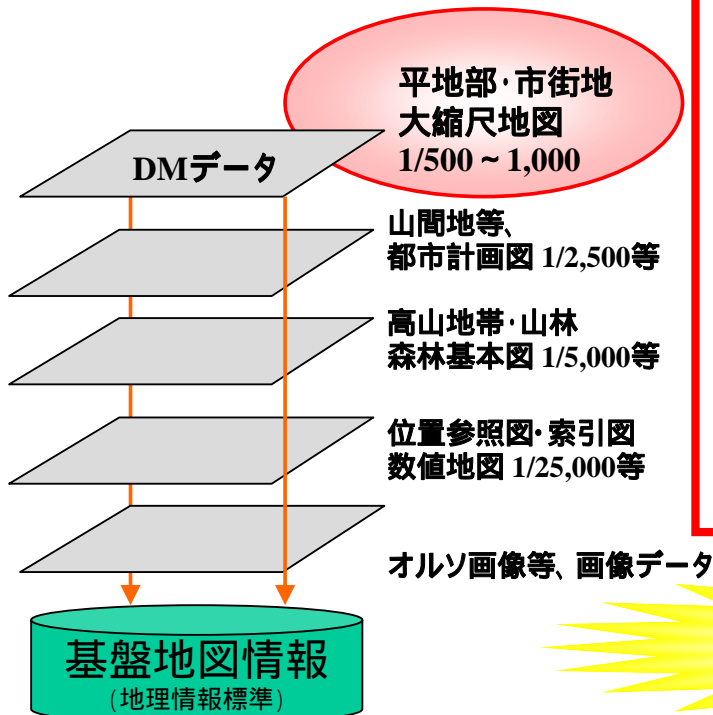 平地部・市街地
大縮尺地図
1/500 ~ 1,000
DMデータ
山間地等、
都市計画図 1/2,500等
高山地帯・山林
森林基本図 1/5,000等
位置参照図・索引図
数値地図 1/25,000等
オルソ画像等、画像データ
基盤地図情報
(地理情報標準)